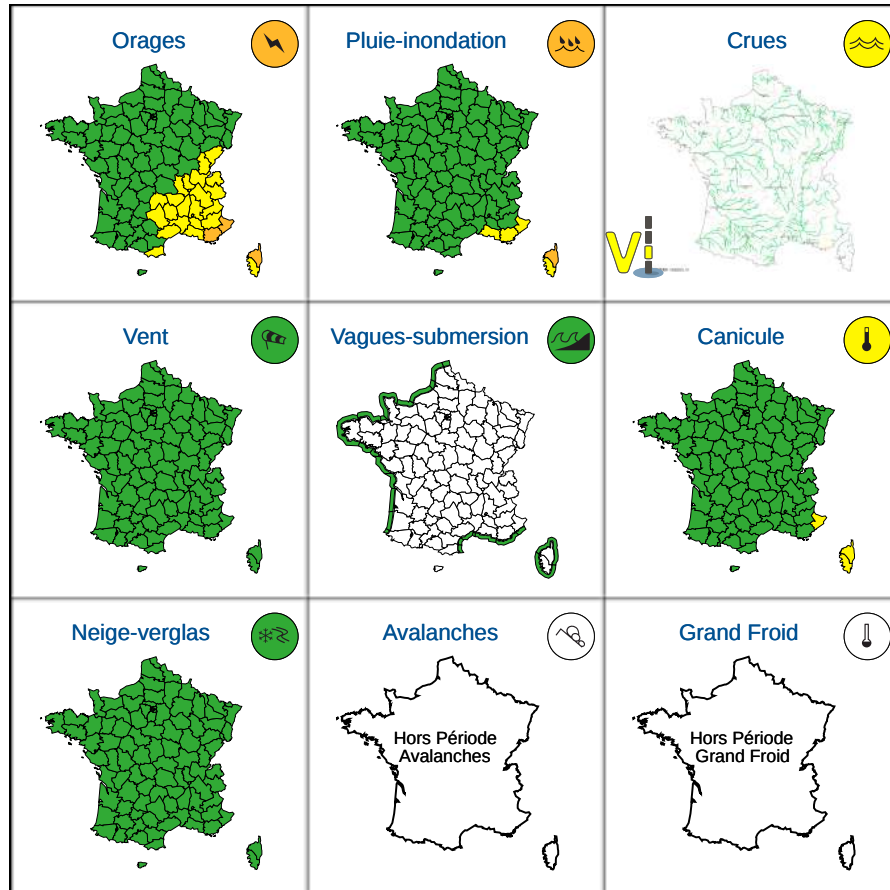 Orages
Pluie-inondation
Crues
Vi
Vent
Vagues-submersion
Canicule
Neige-verglas
Avalanches
Hors Période
Avalanches
Grand Froid
Hors Période
Grand Froid